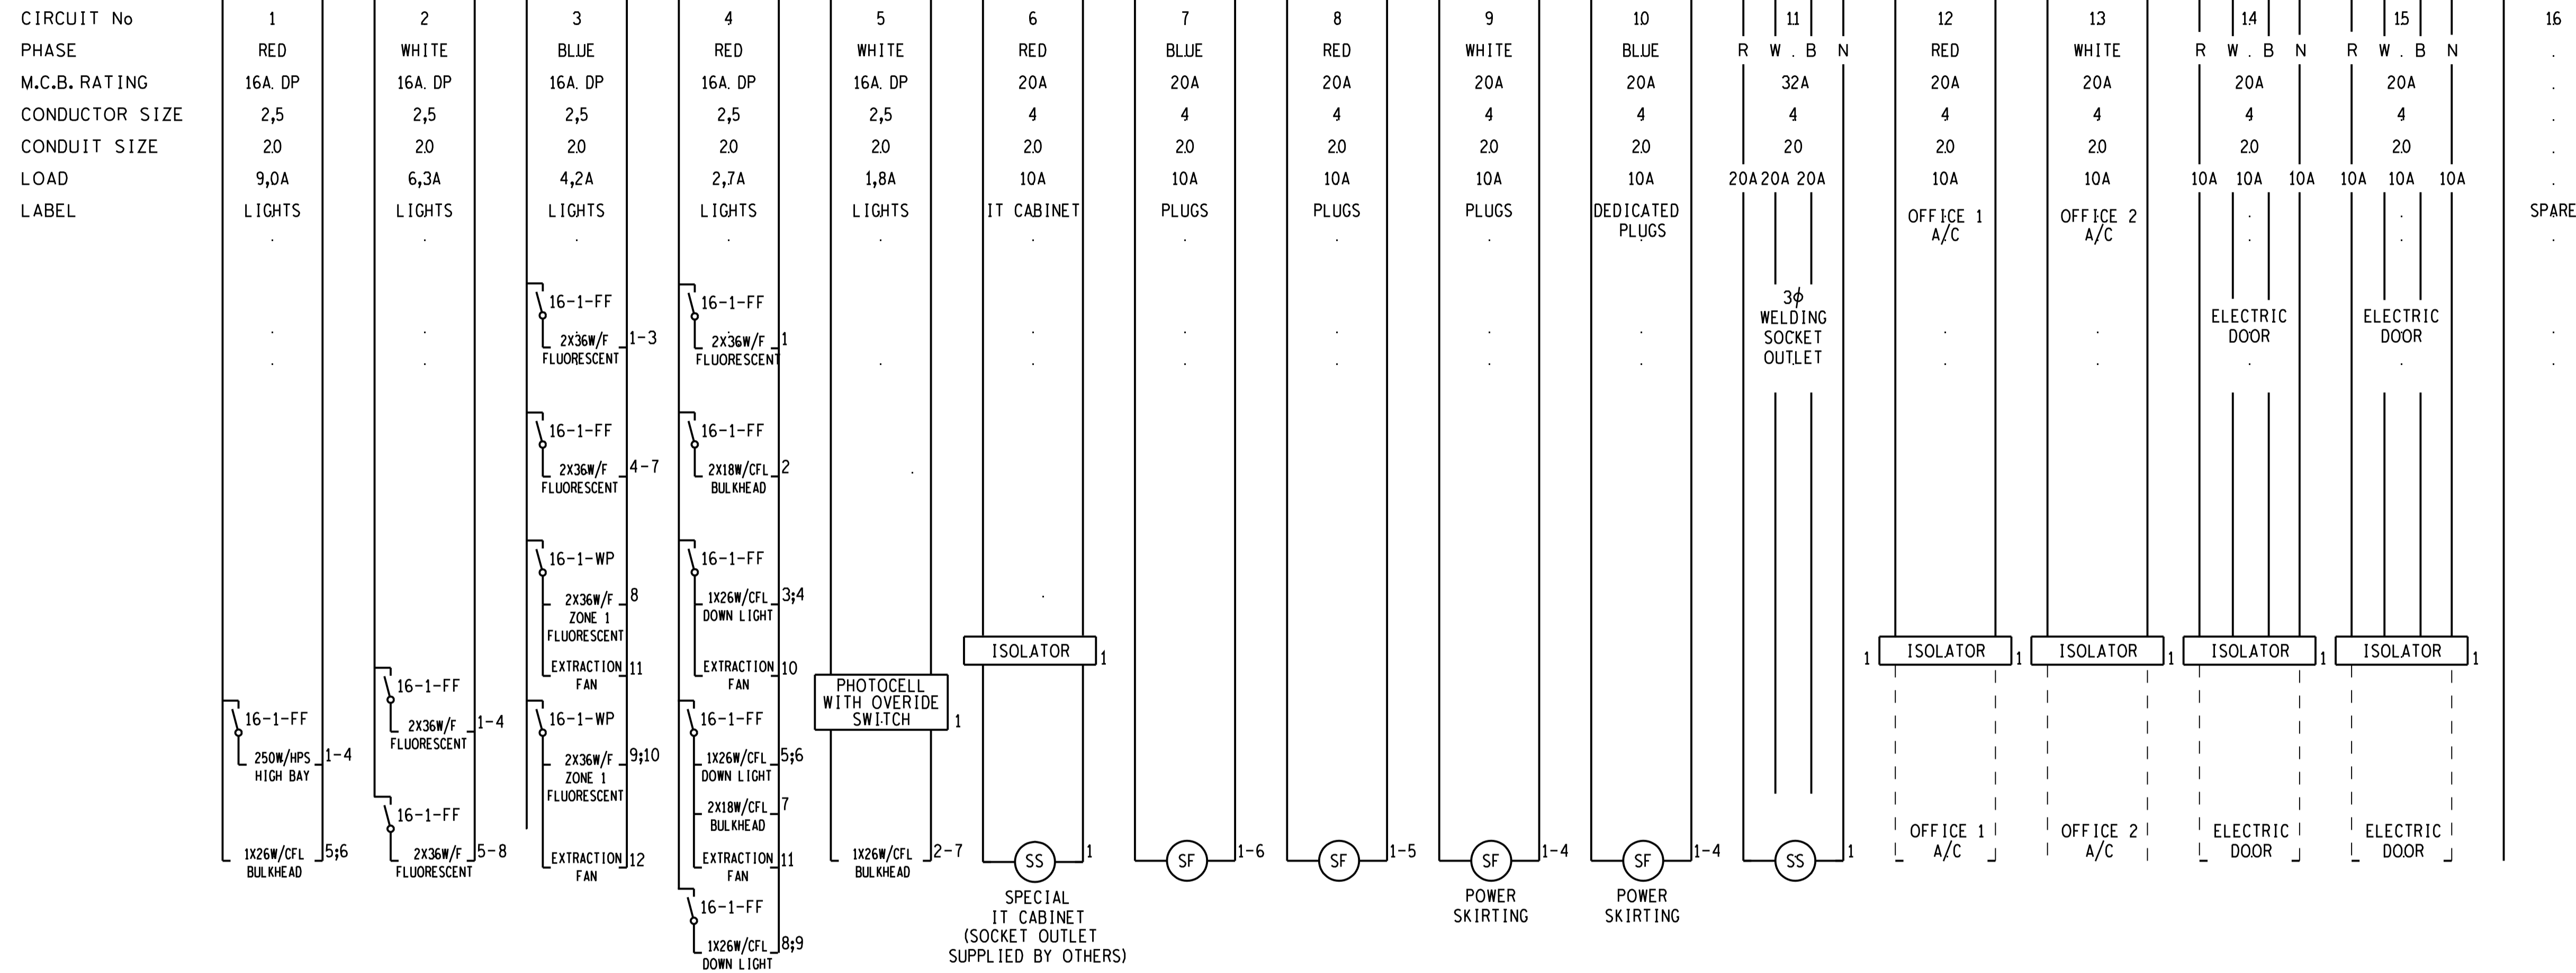 CIRCUIT No 1 2 3 4 5 6 7 8 9 10 11 12 13 14 15 16
PHASE RED WHITE BLUE RED WHITE RED BLUE RED WHITE BLUE R W . B N RED WHITE R W . B N R W . B N
M.C.B. RATING 16A. DP 16A. DP 16A. DP 16A. DP 16A. DP 20A 20A 20A 20A 20A 32A 20A 20A 20A 20A
CONDUCTOR SIZE 2,5 2,5 2,5 2,5 2,5 4 4 4 4 4 4 4 4 4 4
CONDUIT SIZE 20 20 20 20 20 20 20 20 20 20 20 20 20 20 20
LOAD 9,0A 6,3A 4,2A 2,7A 1,8A 10A 10A 10A 10A 10A 20A 20A 20A 10A 10A 10A 10A 10A 10A 10A 10A
LABEL LIGHTS LIGHTS LIGHTS LIGHTS LIGHTS IT CABINET PLUGS PLUGS PLUGS DEDICATED PLUGS OFFICE 1 A/C OFFICE 2 A/C SPARE
16-1-FF
250W/HPS 1-4
HIGH BAY
1X26W/CFL 5;6
BULKHEAD
16-1-FF
2X36W/F 1-4
FLUORESCENT
16-1-FF
2X36W/F 5-8
FLUORESCENT
16-1-FF
2X36W/F 1-3
FLUORESCENT
16-1-FF
2X36W/F 4-7
FLUORESCENT
16-1-WP
2X36W/F 8
ZONE 1
FLUORESCENT
EXTRACTION 11
FAN
16-1-WP
2X36W/F 9;10
ZONE 1
FLUORESCENT
EXTRACTION 12
FAN
16-1-FF
2X36W/F 1
FLUORESCENT
16-1-FF
2X18W/CFL 2
BULKHEAD
16-1-FF
1X26W/CFL 3;4
DOWN LIGHT
EXTRACTION 10
FAN
16-1-FF
1X26W/CFL 5;6
DOWN LIGHT
2X18W/CFL 7
BULKHEAD
EXTRACTION 11
FAN
16-1-FF
1X26W/CFL 8;9
DOWN LIGHT
PHOTOCELL
WITH OVERIDE
SWITCH 1
1X26W/CFL 2-7
BULKHEAD
ISOLATOR 1
SS 1
SPECIAL
IT CABINET
(SOCKET OUTLET
SUPPLIED BY OTHERS)
SF 1-6
SF 1-5
SF 1-4
POWER
SKIRTING
SF 1-4
POWER
SKIRTING
3ϕ
WELDING
SOCKET
OUTLET
SS 1
1 ISOLATOR 1
OFFICE 1
A/C
ISOLATOR 1
OFFICE 2
A/C
ELECTRIC
DOOR
ISOLATOR 1
ELECTRIC
DOOR
ELECTRIC
DOOR
ISOLATOR 1
ELECTRIC
DOOR